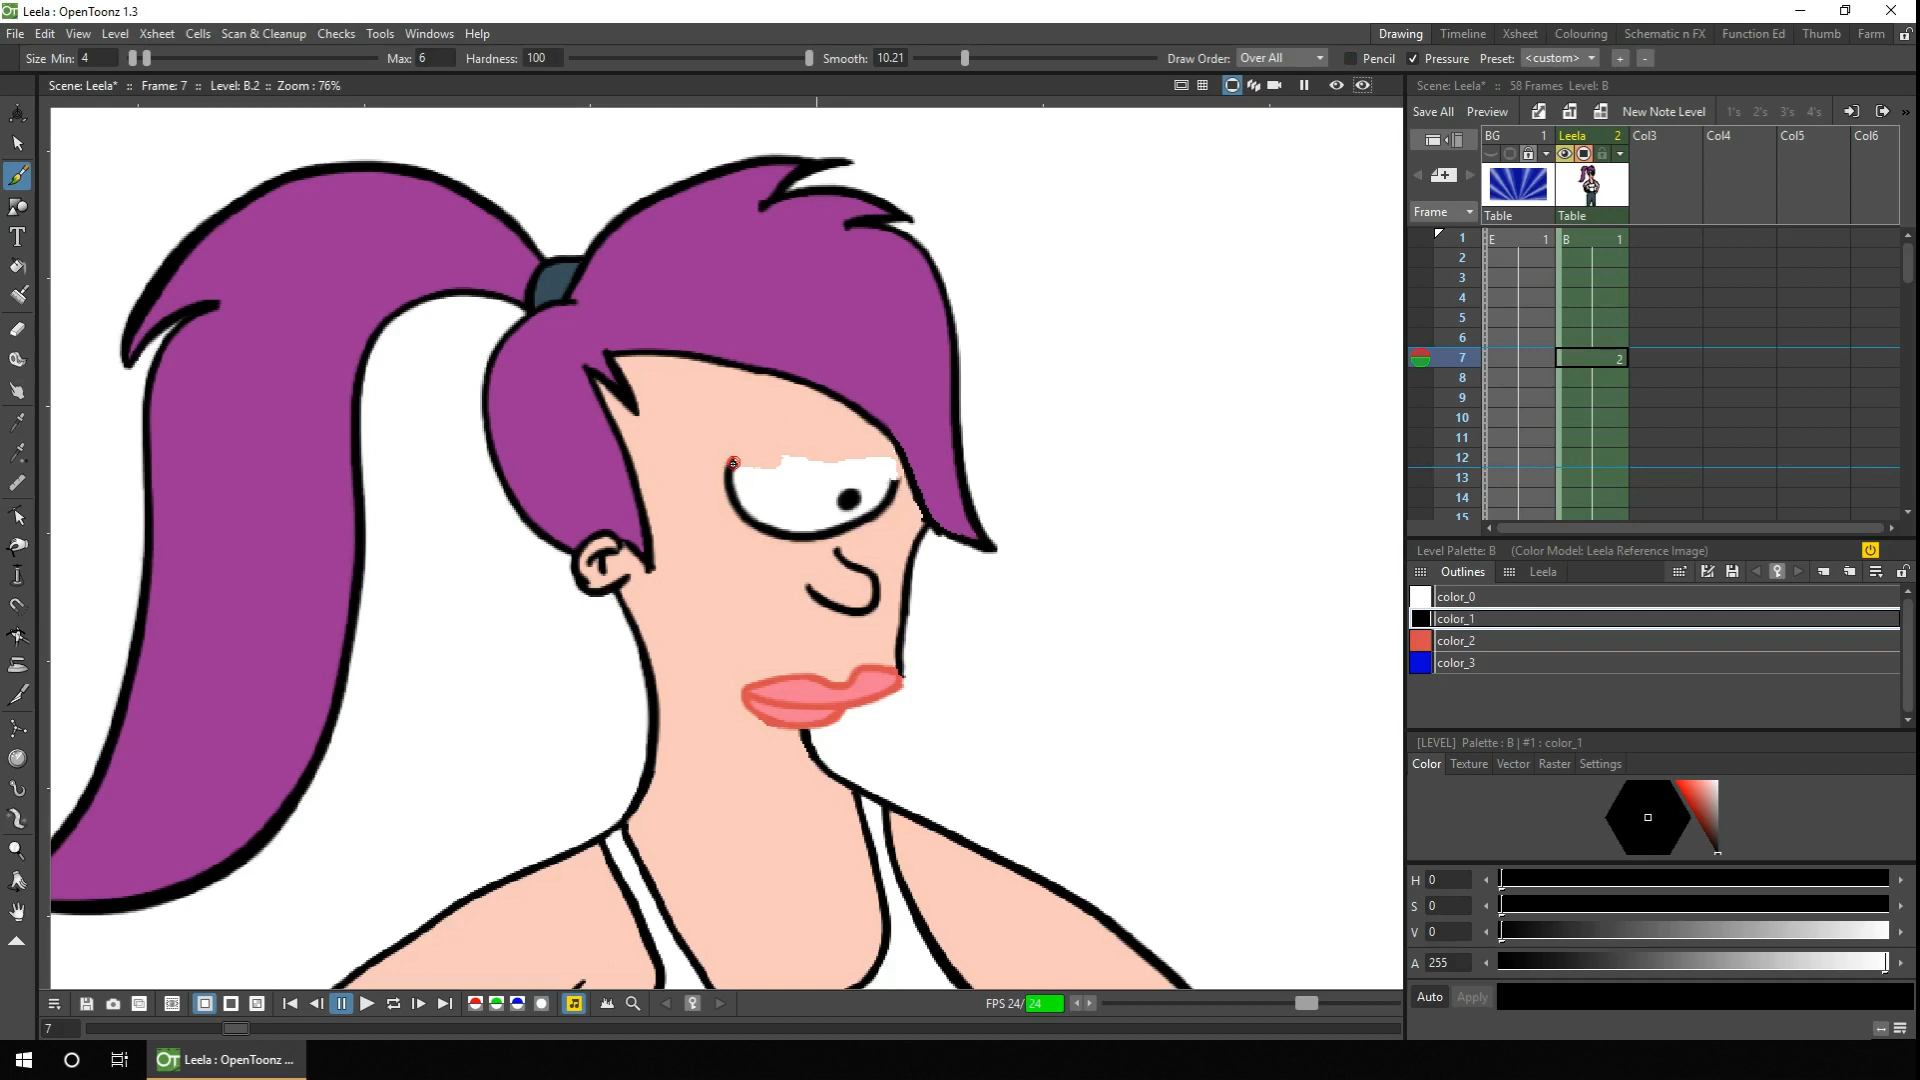 Leela : OpenToonz 1.3
File Edit View Level Xsheet Cells Scan & Cleanup Checks Tools Windows Help
Drawing Timeline Xsheet Colouring Schematic n FX Function Ed Thumb Farm
Size Min: 4 Max: 6 Hardness: 100 Smooth: 10.21 Draw Order: Over All Pencil Pressure Preset: <custom> + -
Scene: Leela* :: Frame: 7 :: Level: B.2 :: Zoom : 76%
Scene: Leela* :: 58 Frames Level: B
Save All Preview New Note Level 1's 2's 3's 4's »
BG 1 Leela 2 Col3 Col4 Col5 Col6
Frame Table Table
1 E 1 B 1
2
3
4
5
6
7 2
8
9
10
11
12
13
14
15
Level Palette: B (Color Model: Leela Reference Image)
Outlines Leela
color_0
color_1
color_2
color_3
[LEVEL] Palette : B | #1 : color_1
Color Texture Vector Raster Settings
H 0
S 0
V 0
A 255
Auto Apply
FPS 24/24
7
Leela : OpenToonz ...